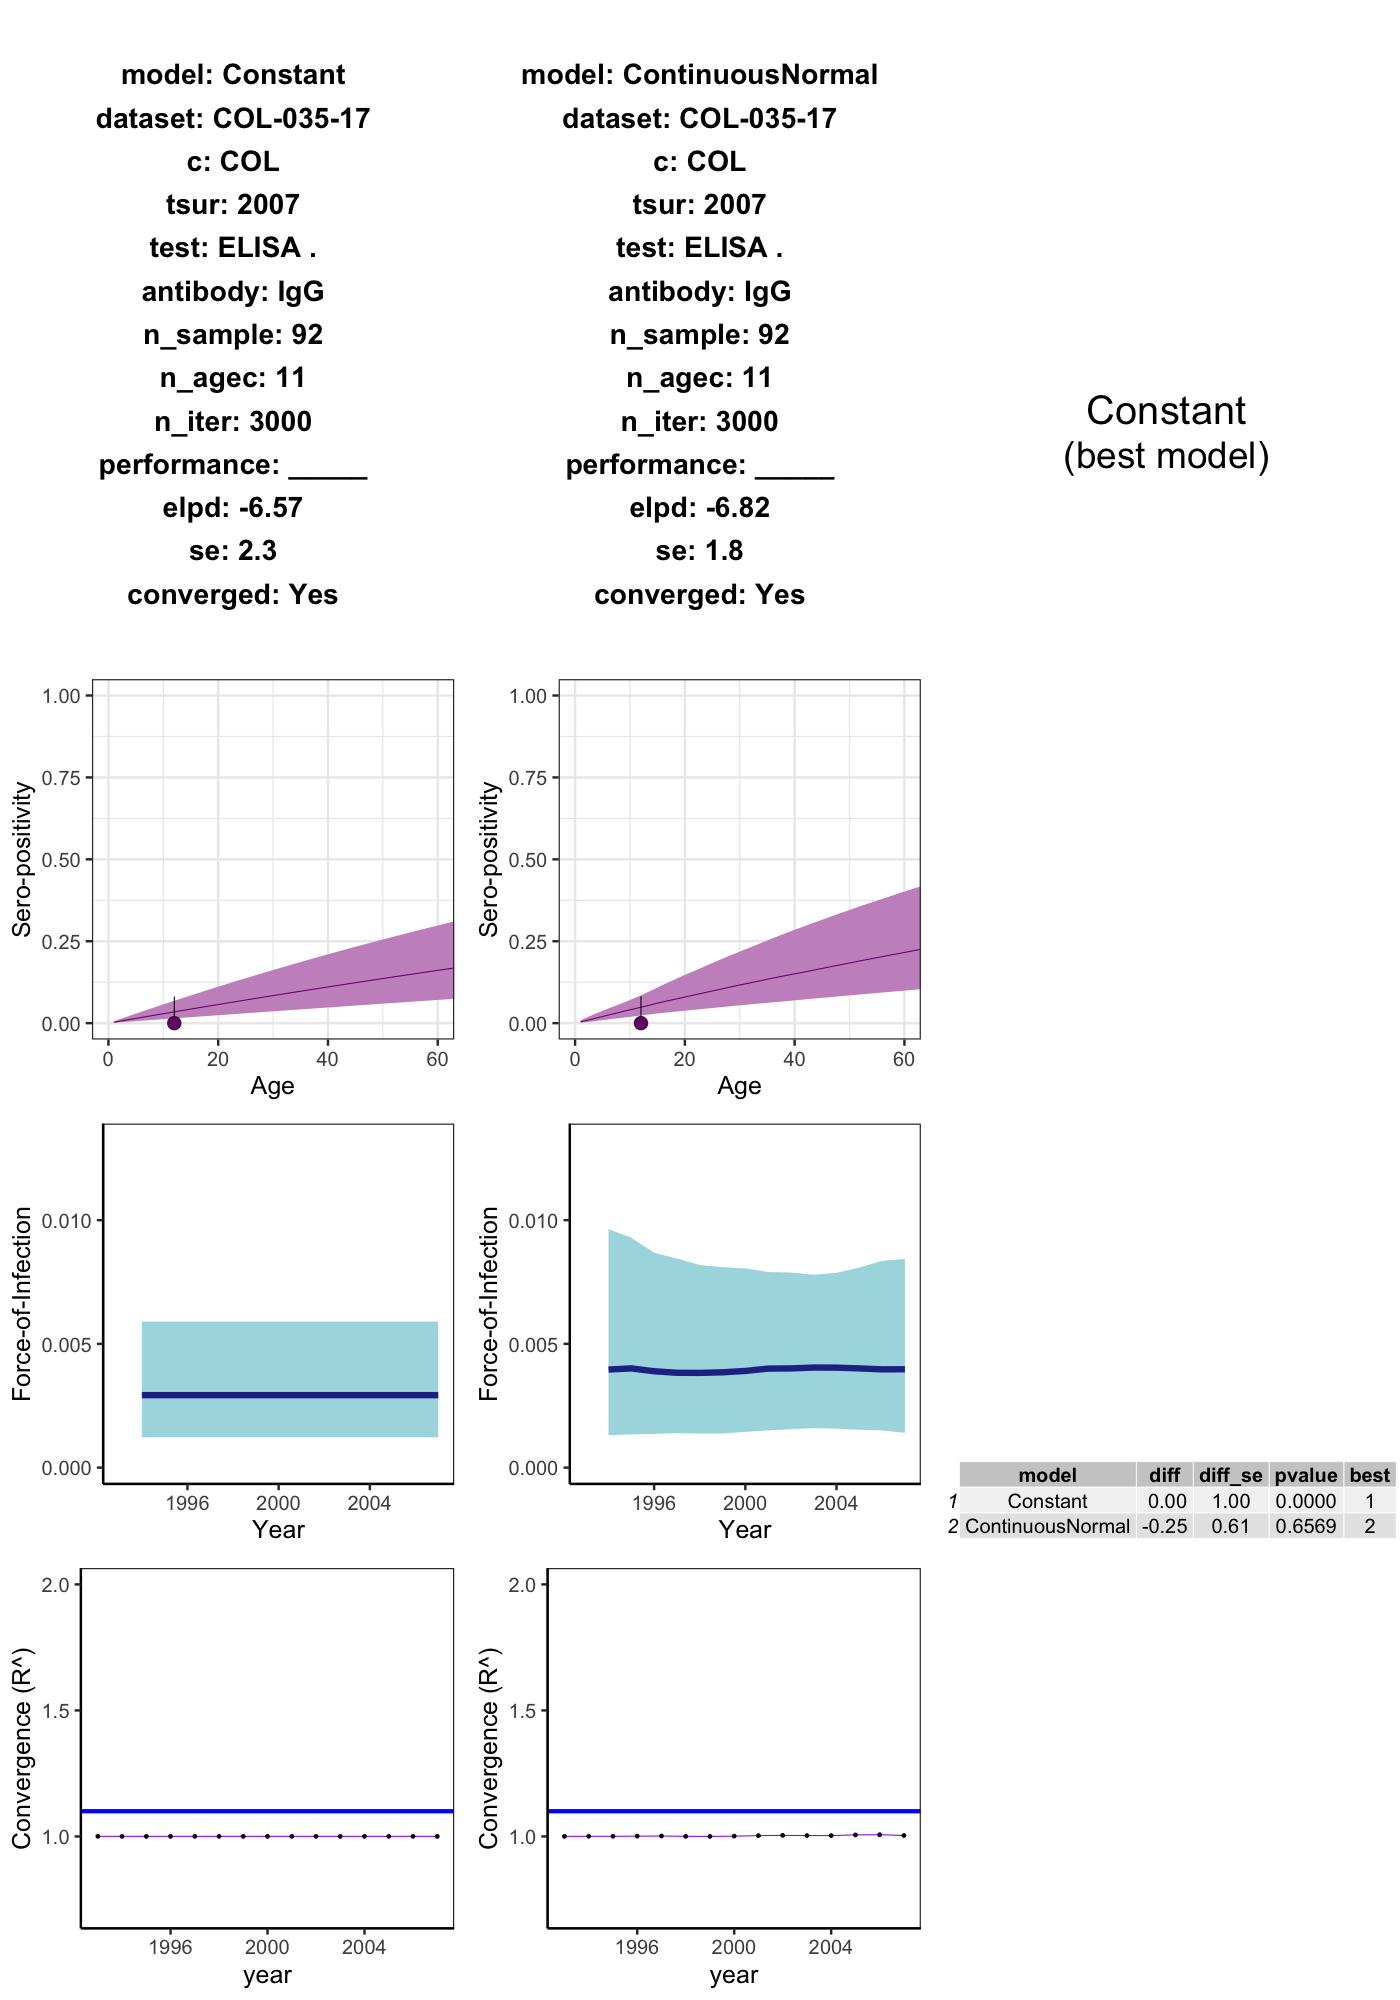 model: Constant
dataset: COL-035-17
c: COL
tsur: 2007
test: ELISA .
antibody: IgG
n_sample: 92
n_agec: 11
n_iter: 3000
performance: _____
elpd: -6.57
se: 2.3
converged: Yes
model: ContinuousNormal
dataset: COL-035-17
c: COL
tsur: 2007
test: ELISA .
antibody: IgG
n_sample: 92
n_agec: 11
n_iter: 3000
performance: _____
elpd: -6.82
se: 1.8
converged: Yes
Constant
(best model)
Sero-positivity
1.00
0.75
0.50
0.25
0.00
0 20 40 60
Age
Sero-positivity
1.00
0.75
0.50
0.25
0.00
0 20 40 60
Age
Force-of-Infection
0.010
0.005
0.000
1996 2000 2004
Year
Force-of-Infection
0.010
0.005
0.000
1996 2000 2004
Year
model diff diff_se pvalue best
1 Constant 0.00 1.00 0.0000 1
2 ContinuousNormal -0.25 0.61 0.6569 2
Convergence (R^)
2.0
1.5
1.0
1996 2000 2004
year
Convergence (R^)
2.0
1.5
1.0
1996 2000 2004
year